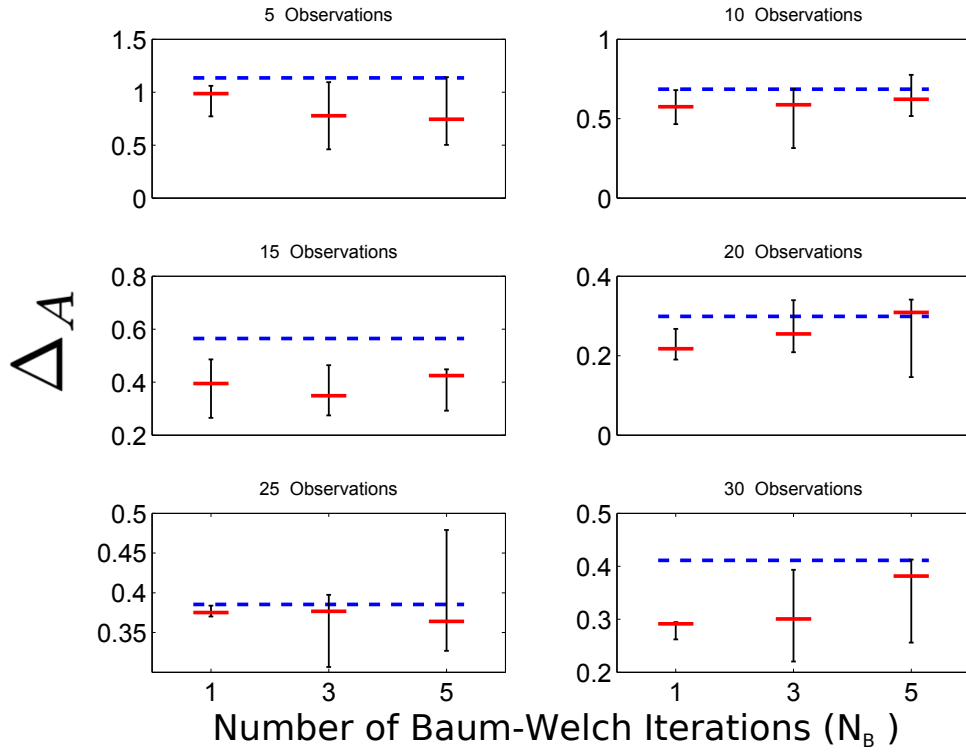 5 Observations
1.5
1
0.5
0
10 Observations
1
0.5
0
15 Observations
0.8
0.6
0.4
0.2
20 Observations
0.4
0.2
0
25 Observations
0.5
0.45
0.4
0.35
1 3 5
30 Observations
0.5
0.4
0.3
0.2
1 3 5
Δ A
Number of Baum-Welch Iterations (N_B)